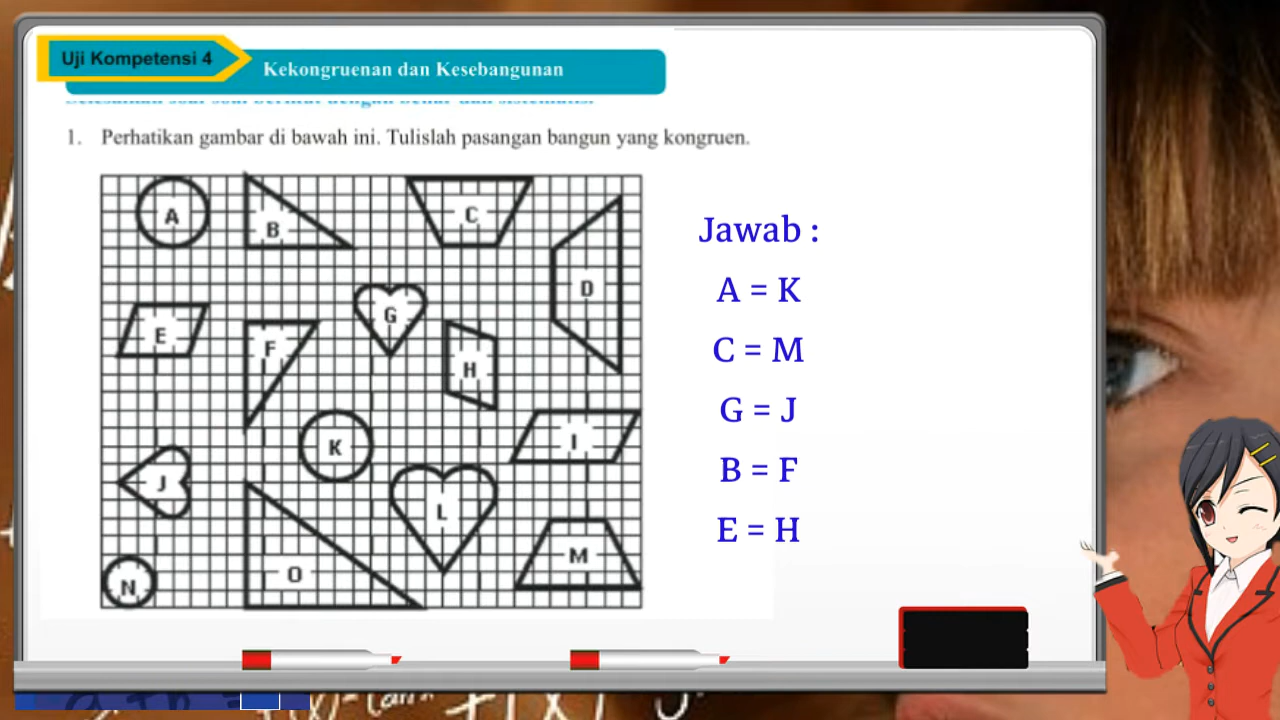 Uji Kompetensi 4
Kekongruenan dan Kesebangunan
1. Perhatikan gambar di bawah ini. Tulislah pasangan bangun yang kongruen.
A
B
C
D
E
F
G
H
I
J
K
L
M
N
O
Jawab :
A = K
C = M
G = J
B = F
E = H